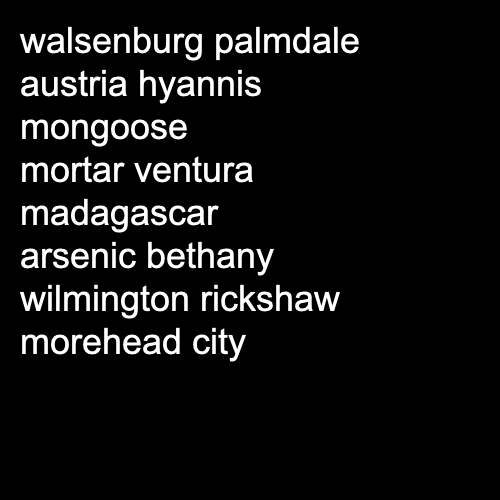 walsenburg palmdale
austria hyannis
mongoose
mortar ventura
madagascar
arsenic bethany
wilmington rickshaw
morehead city